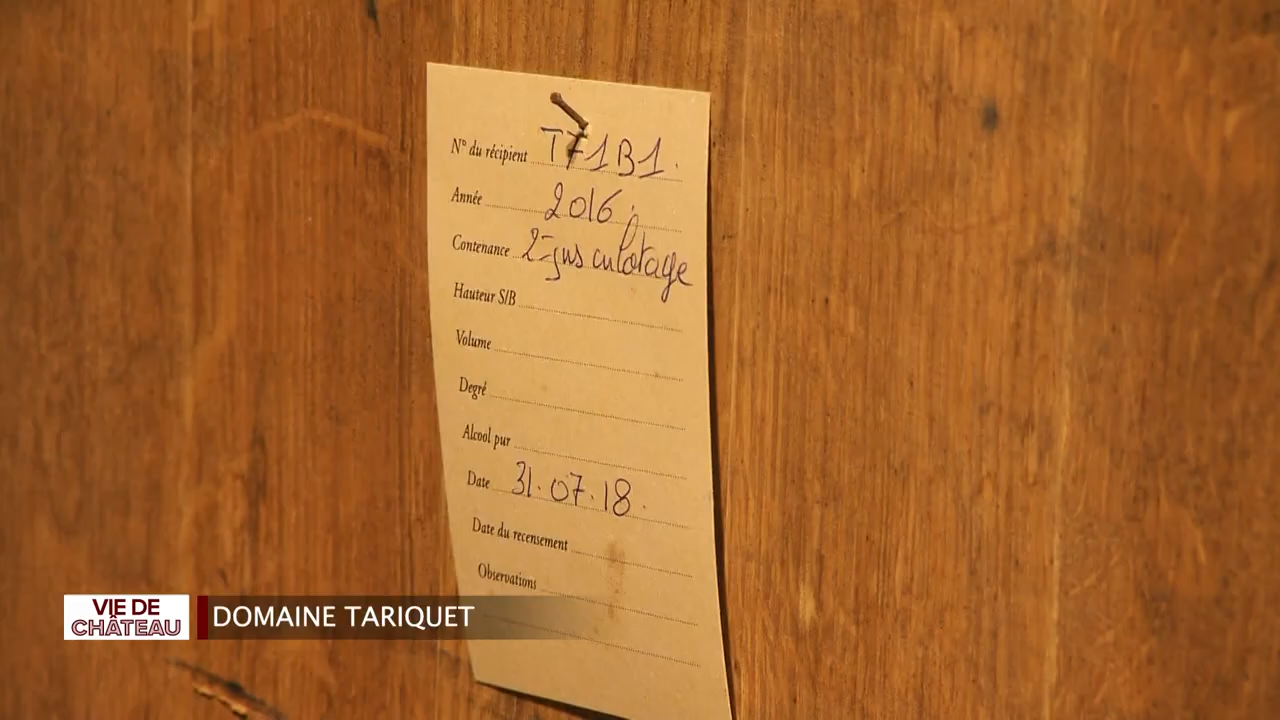 N° du récipient T71B1.
Année 2016.
Contenance 2- jus culotage
Hauteur S/B
Volume
Degré
Alcool pur
Date 31.07.18.
Date du recensement
Observations
VIE DE
CHÂTEAU
DOMAINE TARIQUET